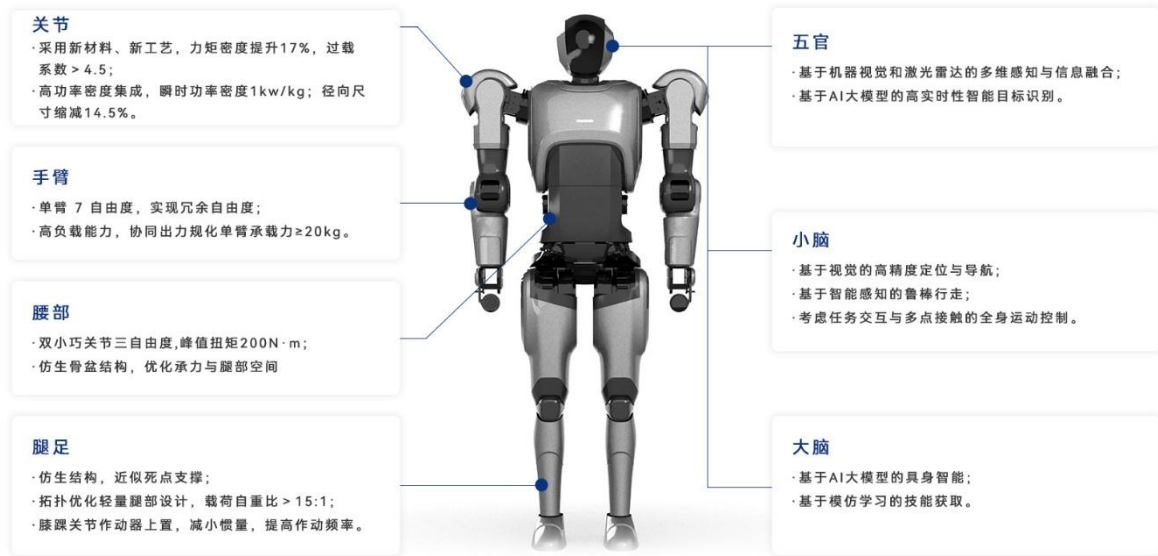 关节
·采用新材料、新工艺，力矩密度提升17%，过载
系数＞4.5；
·高功率密度集成，瞬时功率密度1kw/kg；径向尺
寸缩减14.5%。
手臂
·单臂 7 自由度，实现冗余自由度；
·高负载能力，协同出力规化单臂承载力≥20kg。
腰部
·双小巧关节三自由度,峰值扭矩200N·m；
·仿生骨盆结构，优化承力与腿部空间
腿足
·仿生结构，近似死点支撑；
·拓扑优化轻量腿部设计，载荷自重比＞15:1；
·膝踝关节作动器上置，减小惯量，提高作动频率。
五官
·基于机器视觉和激光雷达的多维感知与信息融合；
·基于AI大模型的高实时性智能目标识别。
小脑
·基于视觉的高精度定位与导航；
·基于智能感知的鲁棒行走；
·考虑任务交互与多点接触的全身运动控制。
大脑
·基于AI大模型的具身智能；
·基于模仿学习的技能获取。